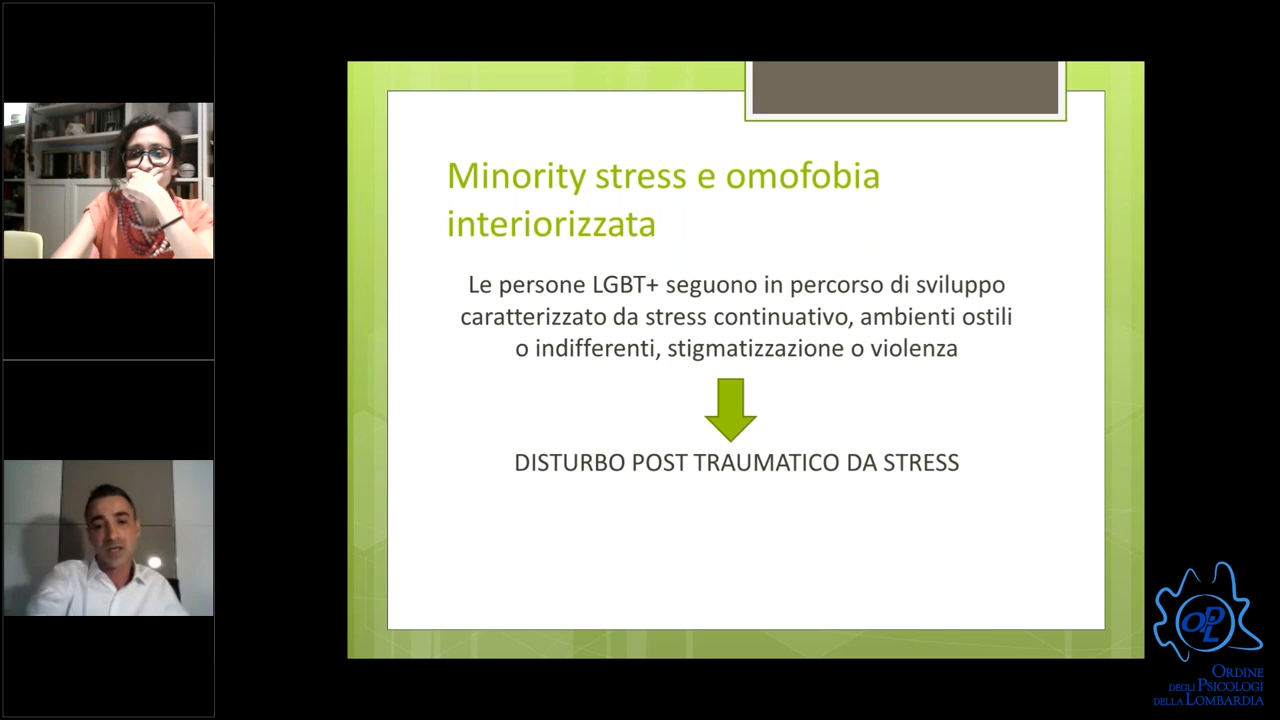 Minority stress e omofobia
interiorizzata
Le persone LGBT+ seguono in percorso di sviluppo
caratterizzato da stress continuativo, ambienti ostili
o indifferenti, stigmatizzazione o violenza
DISTURBO POST TRAUMATICO DA STRESS
OPL
ORDINE
DEGLI PSICOLOGI
DELLA LOMBARDIA